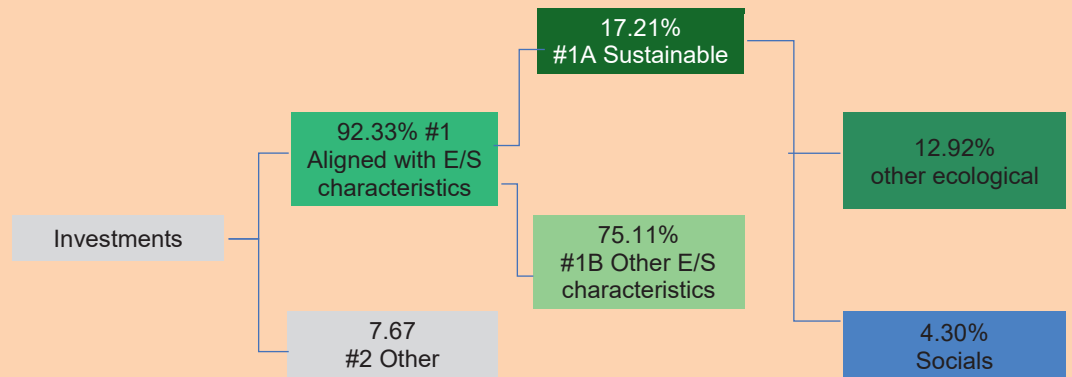 17.21%
#1A Sustainable
92.33% #1
Aligned with E/S
characteristics
12.92%
other ecological
Investments
75.11%
#1B Other E/S
characteristics
7.67
#2 Other
4.30%
Socials